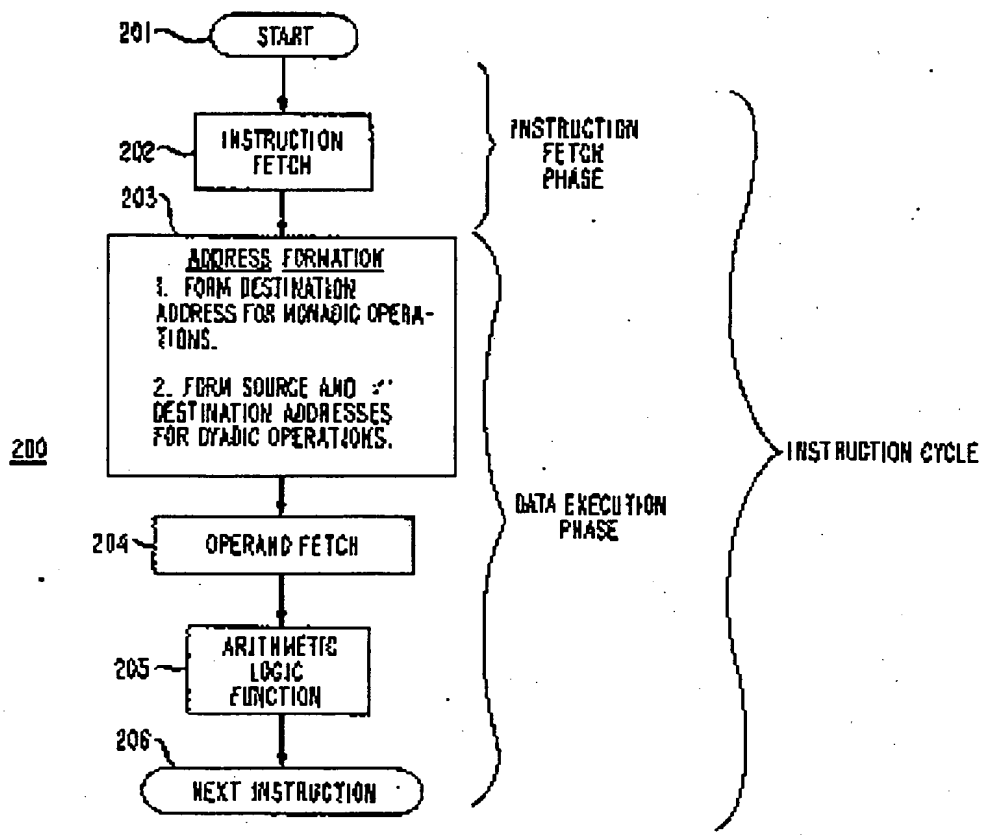 201
START
202
INSTRUCTION
FETCH
INSTRUCTION
FETCH
PHASE
203
ADDRESS FORMATION
1. FORM DESTINATION
ADDRESS FOR MONADIC OPERA-
TIONS.
2. FORM SOURCE AND
DESTINATION ADDRESSES
FOR DYADIC OPERATIONS.
200
INSTRUCTION CYCLE
DATA EXECUTION
PHASE
204
OPERAND FETCH
205
ARITHMETIC
LOGIC
FUNCTION
206
NEXT INSTRUCTION